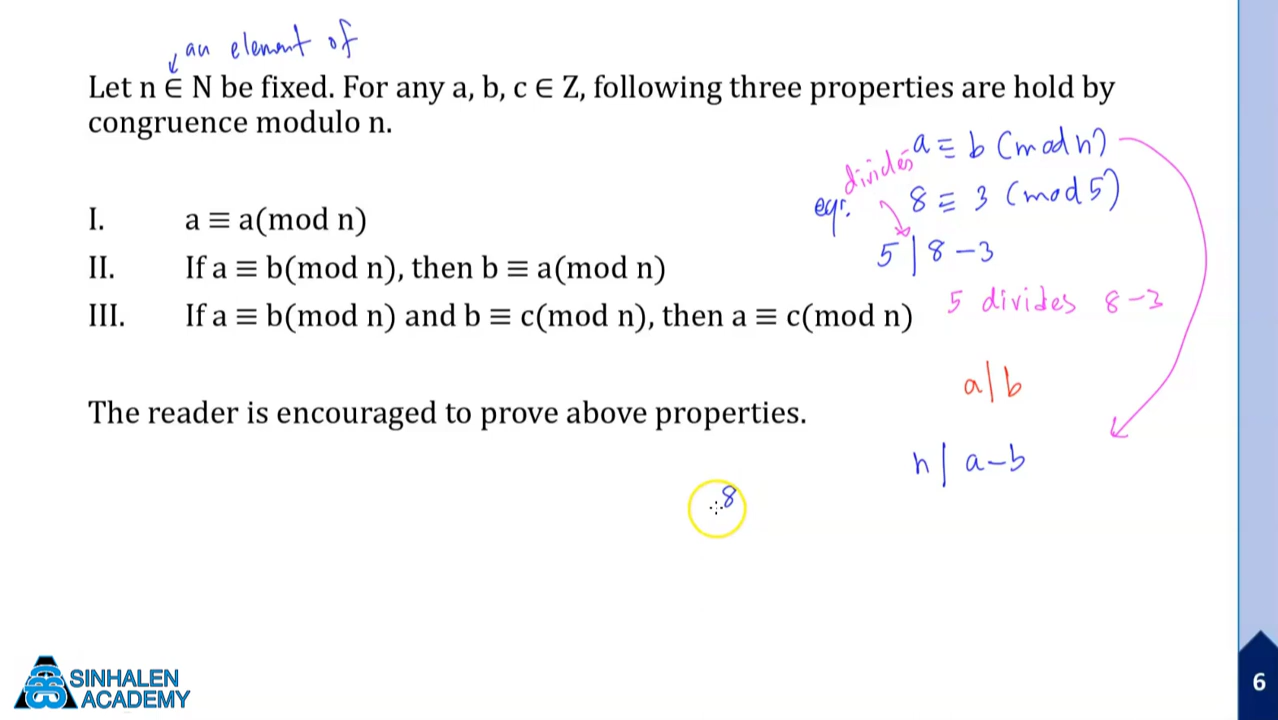 an element of
Let n ∈ N be fixed. For any a, b, c ∈ Z, following three properties are hold by
congruence modulo n.
a ≡ b (mod n)
divides
egr. 8 ≡ 3 (mod 5)
I. a ≡ a(mod n)
5 | 8 - 3
II. If a ≡ b(mod n), then b ≡ a(mod n)
5 divides 8-3
III. If a ≡ b(mod n) and b ≡ c(mod n), then a ≡ c(mod n)
a|b
The reader is encouraged to prove above properties.
n | a-b
8
SINHALEN
ACADEMY
6